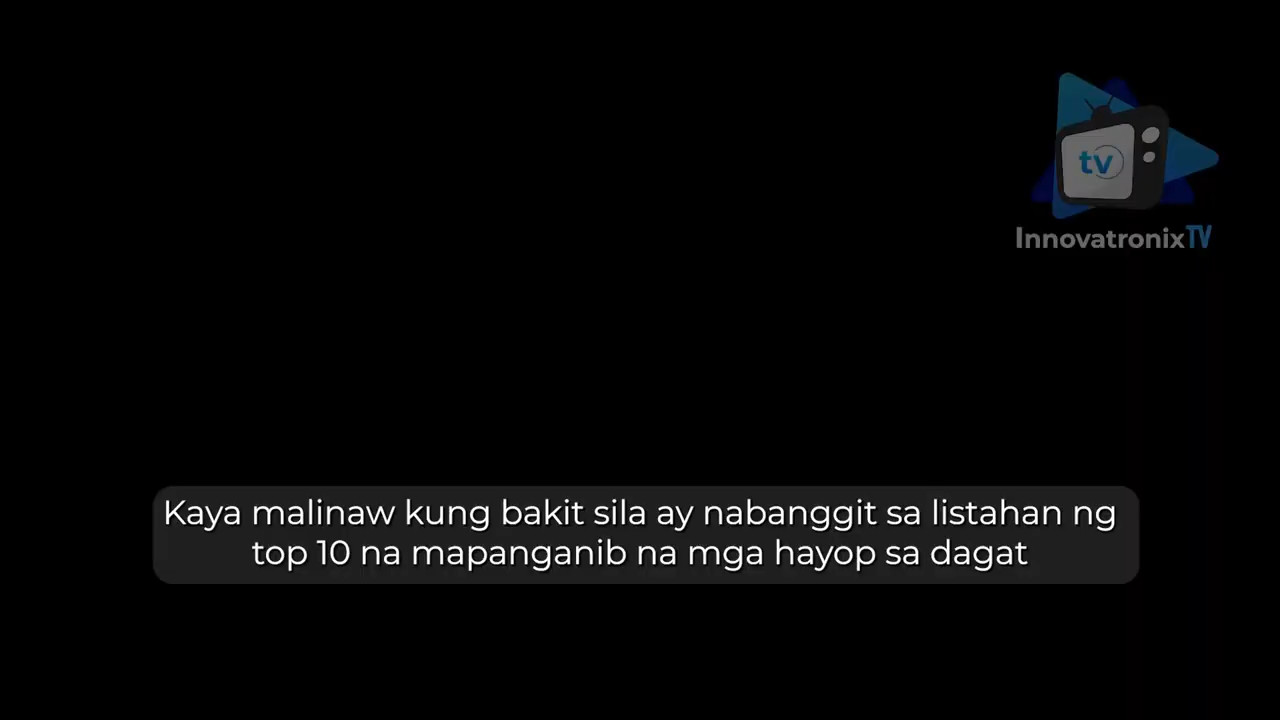 tv
InnovatronixTV
Kaya malinaw kung bakit sila ay nabanggit sa listahan ng
top 10 na mapanganib na mga hayop sa dagat